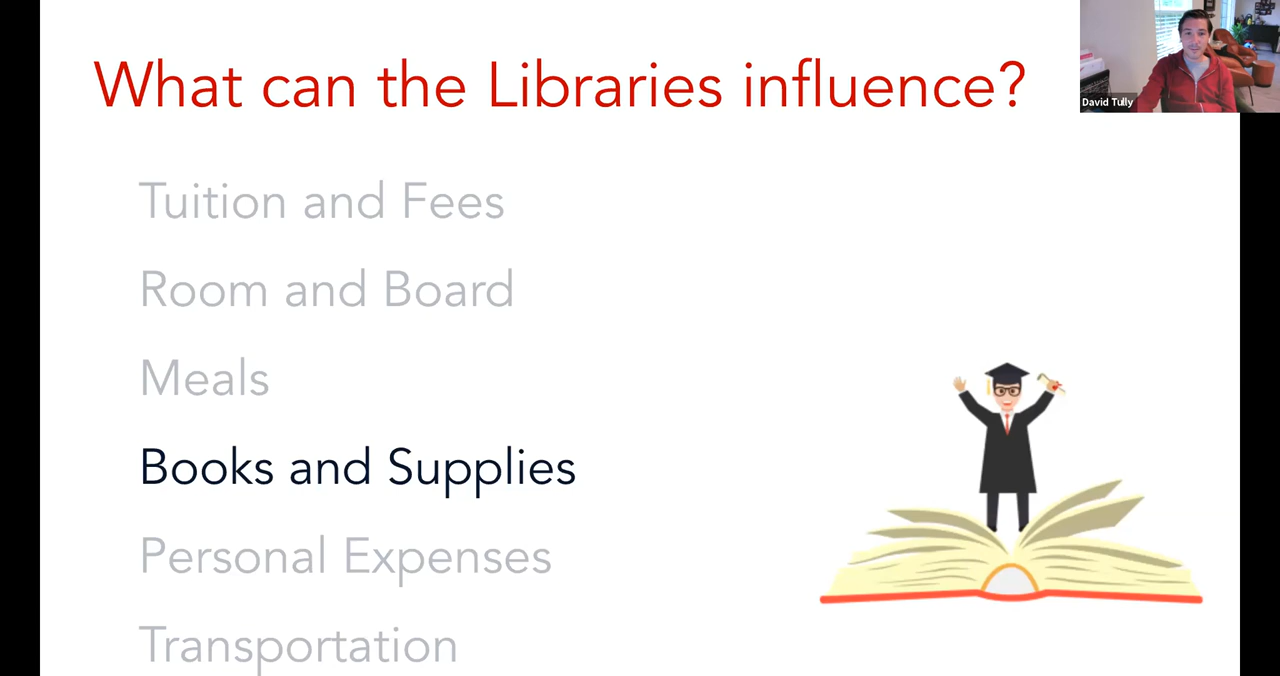 What can the Libraries influence?
David Tully
Tuition and Fees
Room and Board
Meals
Books and Supplies
Personal Expenses
Transportation